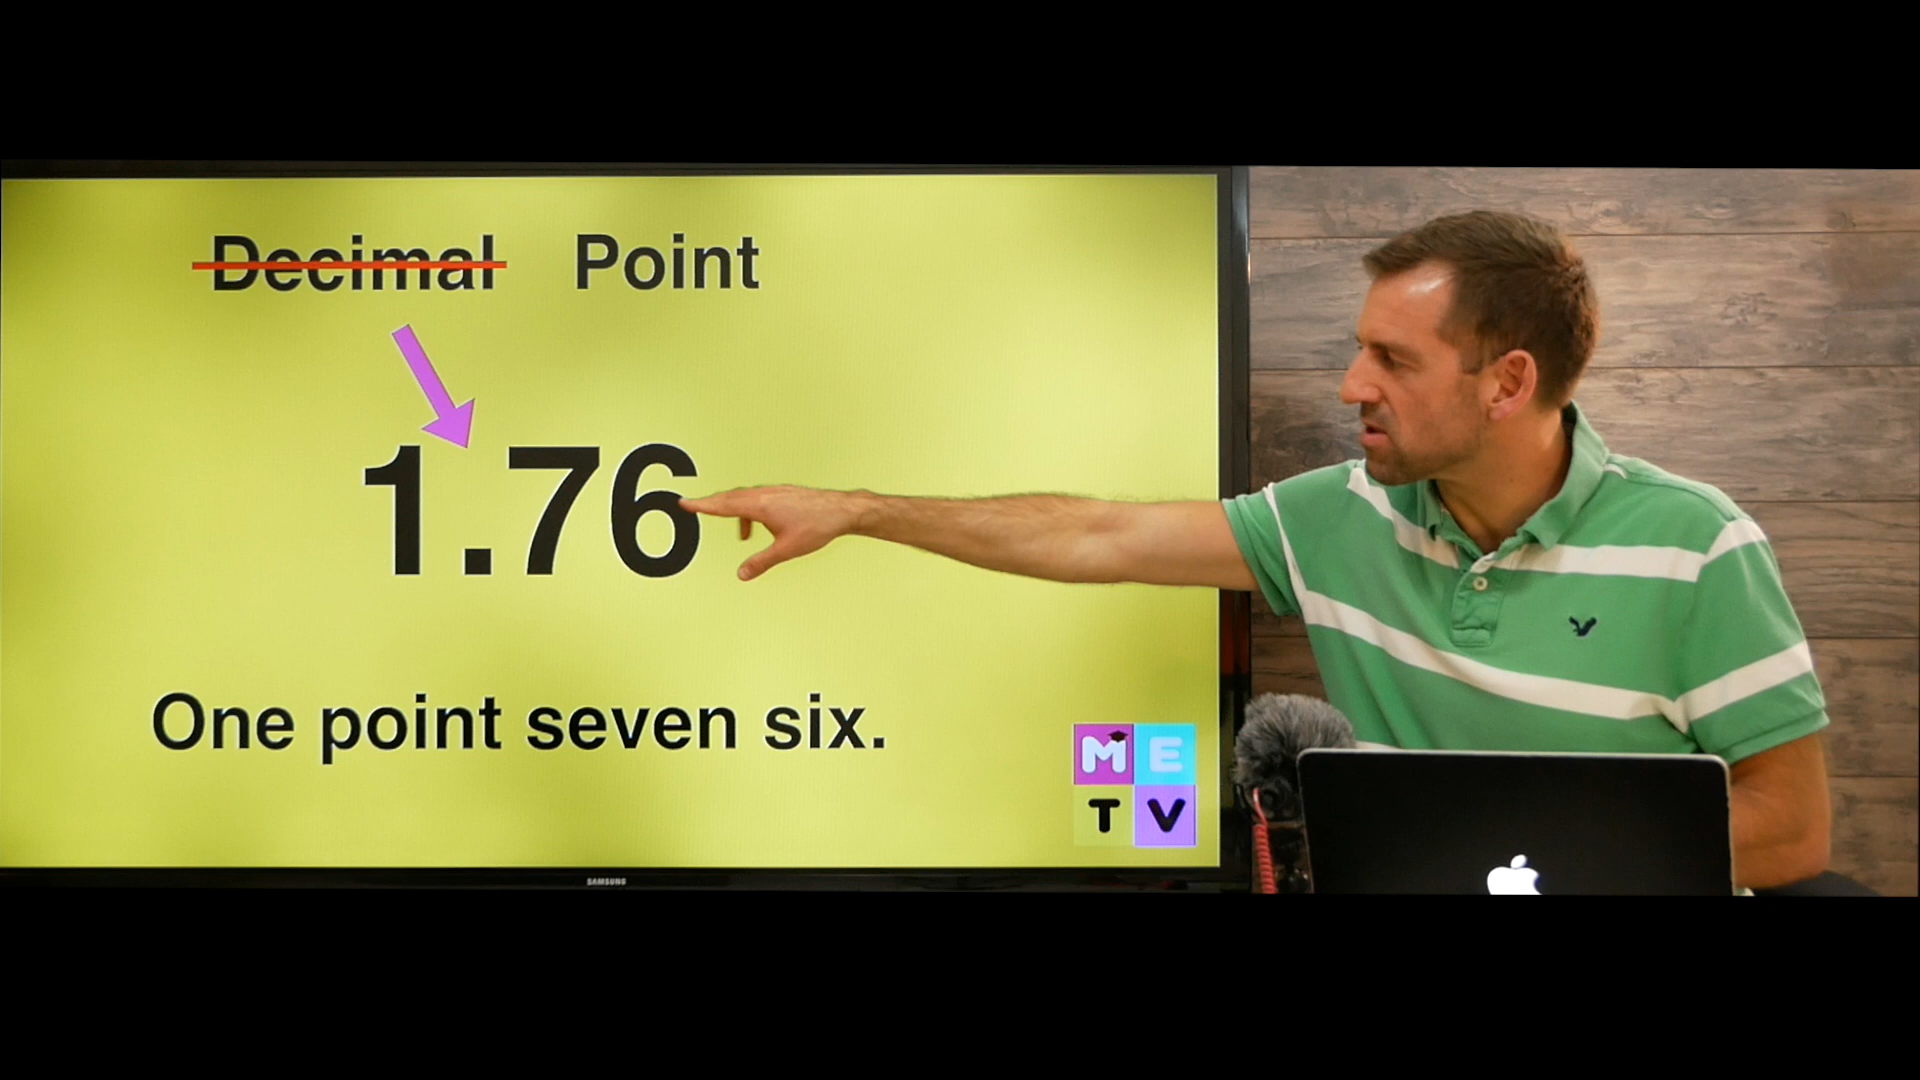 Decimal Point
1.76
One point seven six.
ME
TV
SAMSUNG